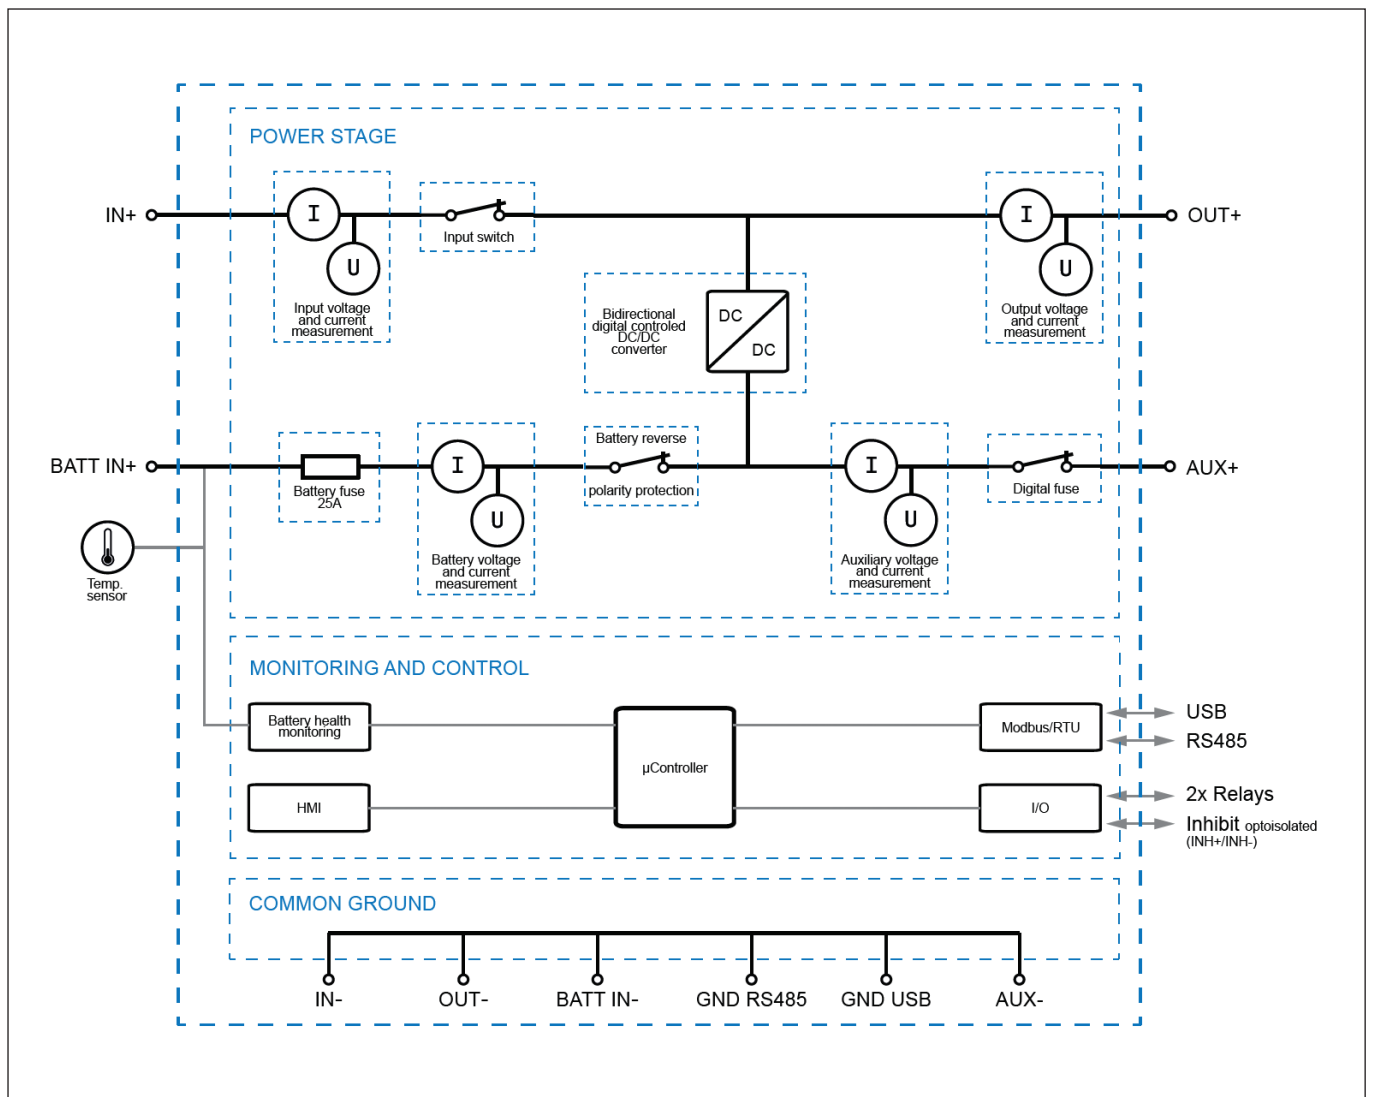 POWER STAGE
IN+
I
U
Input voltage
and current
measurement
Input switch
I
U
Output voltage
and current
measurement
OUT+
Bidirectional
digital controled
DC/DC
converter
DC
DC
BATT IN+
Battery fuse
25A
I
U
Battery voltage
and current
measurement
Battery reverse
polarity protection
I
U
Auxiliary voltage
and current
measurement
Digital fuse
AUX+
Temp.
sensor
MONITORING AND CONTROL
Battery health
monitoring
HMI
µController
Modbus/RTU
I/O
USB
RS485
2x Relays
Inhibit optoisolated
(INH+/INH-)
COMMON GROUND
IN-
OUT-
BATT IN-
GND RS485
GND USB
AUX-